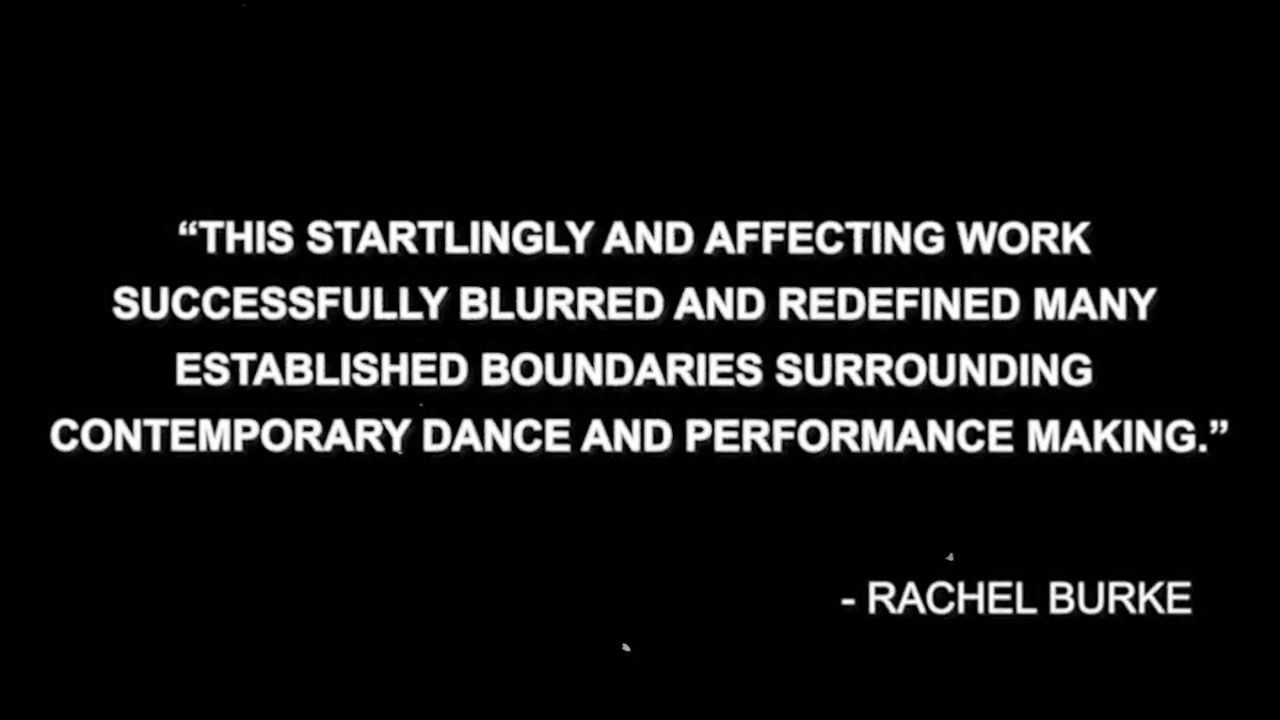 “THIS STARTLINGLY AND AFFECTING WORK
SUCCESSFULLY BLURRED AND REDEFINED MANY
ESTABLISHED BOUNDARIES SURROUNDING
CONTEMPORARY DANCE AND PERFORMANCE MAKING.”
- RACHEL BURKE